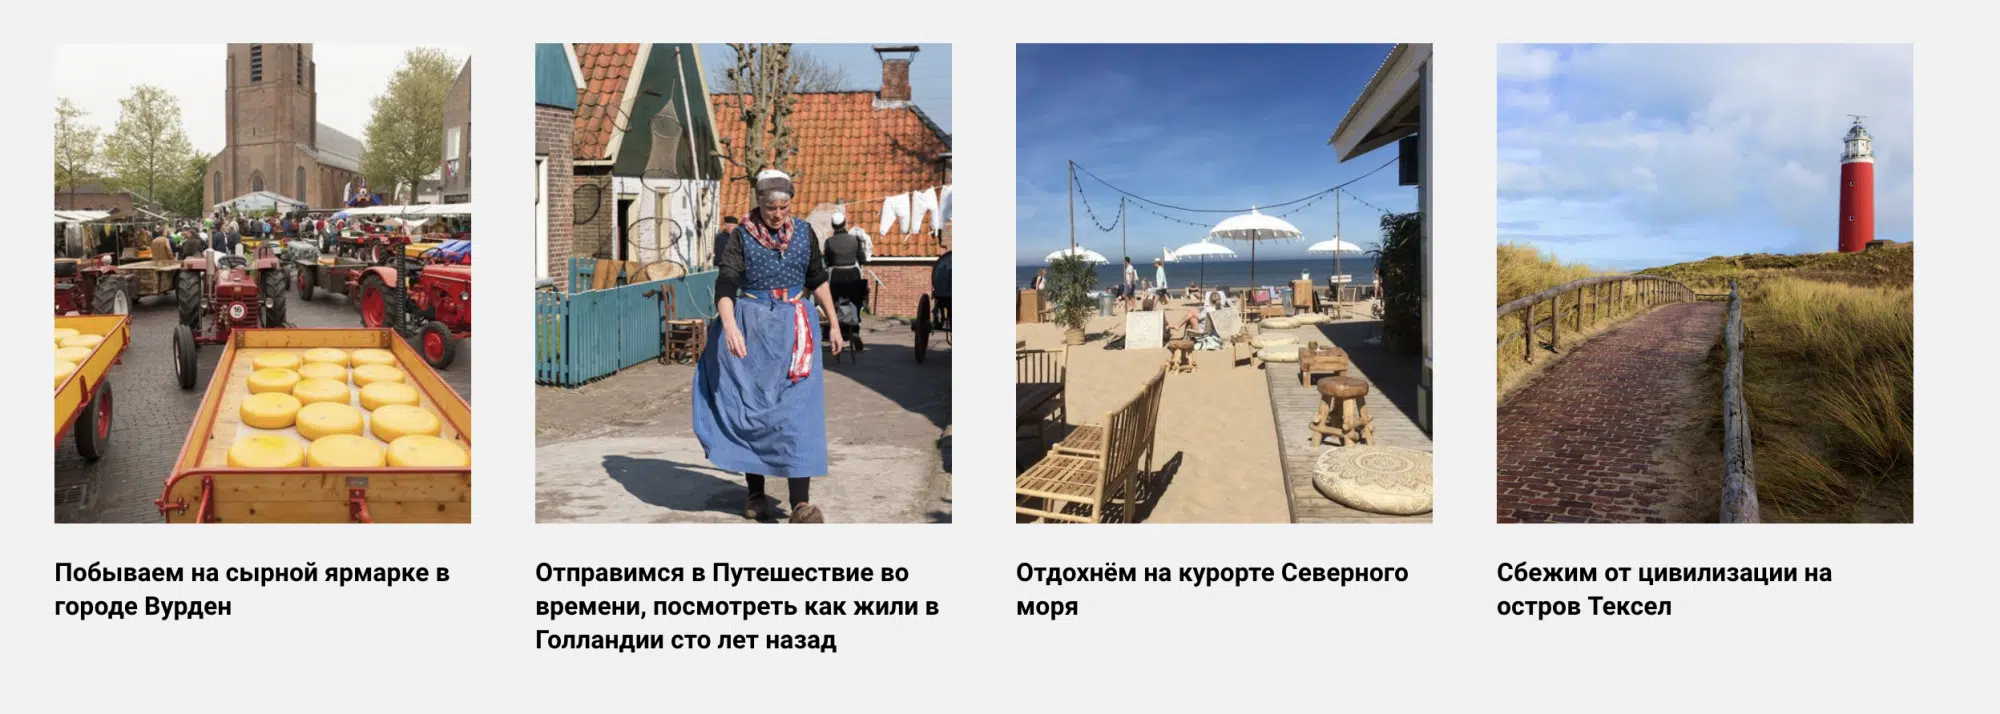 Побываем на сырной ярмарке в
городе Вурден
Отправимся в Путешествие во
времени, посмотреть как жили в
Голландии сто лет назад
Отдохнём на курорте Северного
моря
Сбежим от цивилизации на
остров Тексел